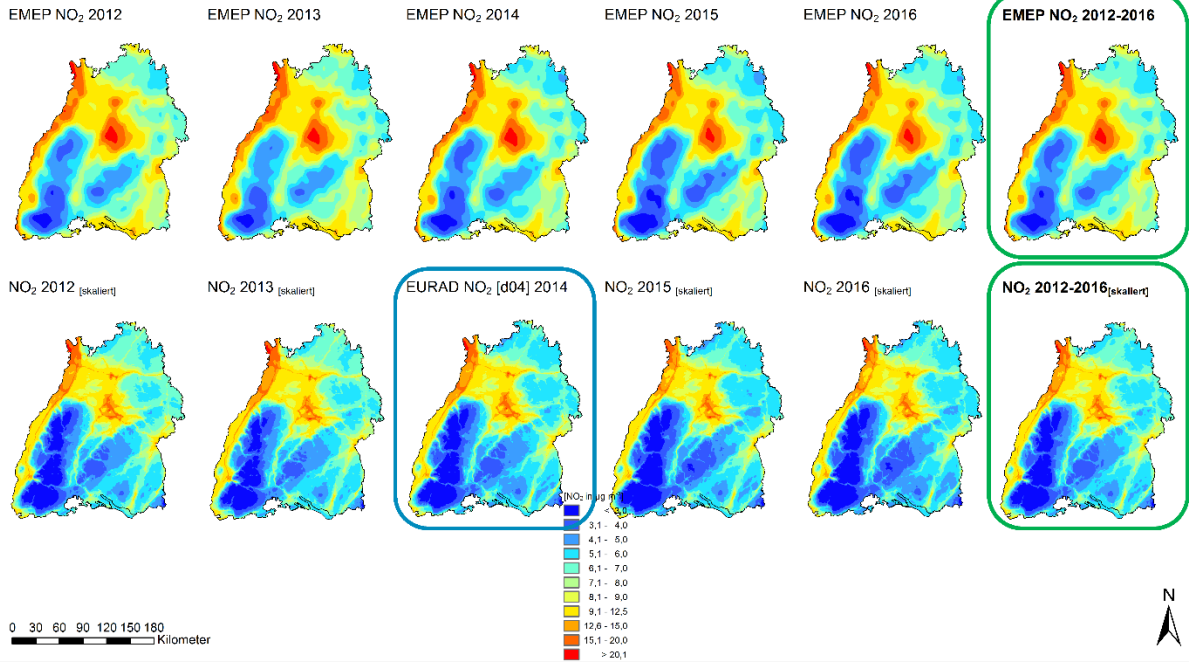 EMEP NO₂ 2012
EMEP NO₂ 2013
EMEP NO₂ 2014
EMEP NO₂ 2015
EMEP NO₂ 2016
EMEP NO₂ 2012-2016
NO₂ 2012 [skaliert]
NO₂ 2013 [skaliert]
EURAD NO₂ [d04] 2014
NO₂ 2015 [skaliert]
NO₂ 2016 [skaliert]
NO₂ 2012-2016[skaliert]
[NO₂ in µg m
3,1 - 4,0
4,1 - 5,0
5,1 - 6,0
6,1 - 7,0
7,1 - 8,0
8,1 - 9,0
9,1 - 12,5
12,6 - 15,0
15,1 - 20,0
> 20,1
0 30 60 90 120 150 180
Kilometer
N